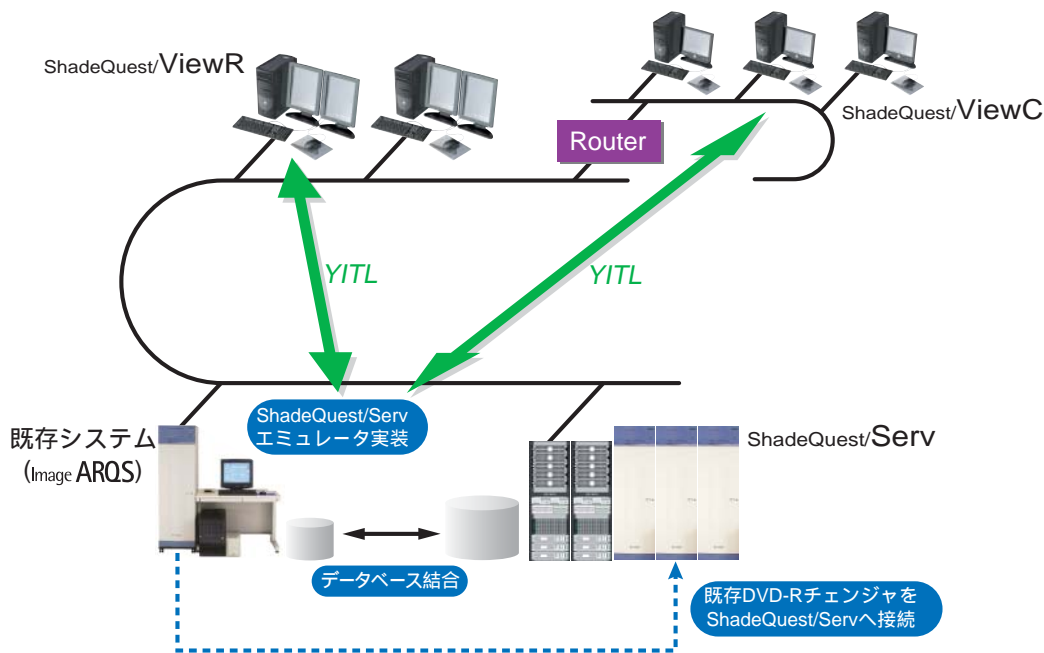 ShadeQuest/ViewR
ShadeQuest/ViewC
Router
YITL
YITL
ShadeQuest/Serv
エミュレータ実装
既存システム
(Image ARQS)
ShadeQuest/Serv
データベース結合
既存DVD-Rチェンジャを
ShadeQuest/Servへ接続